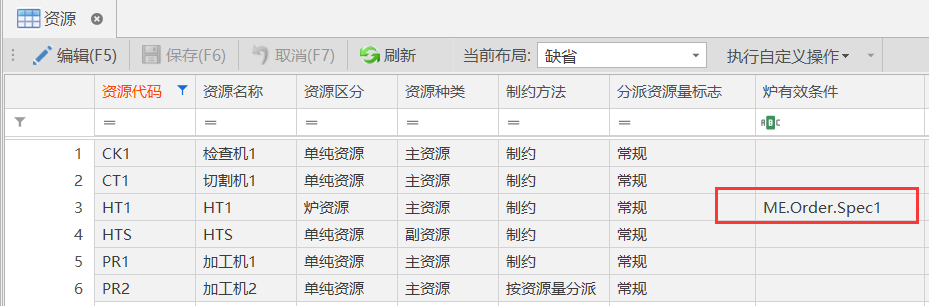 资源
编辑(F5) 保存(F6) 取消(F7) 刷新 当前布局: 缺省 执行自定义操作
资源代码 资源名称 资源区分 资源种类 制约方法 分派资源量标志 炉有效条件
= = = = = ABC
1 CK1 检查机1 单纯资源 主资源 制约 常规
2 CT1 切割机1 单纯资源 主资源 制约 常规
3 HT1 HT1 炉资源 主资源 制约 常规 ME.Order.Spec1
4 HTS HTS 单纯资源 副资源 制约 常规
5 PR1 加工机1 单纯资源 主资源 制约 常规
6 PR2 加工机2 单纯资源 主资源 按资源量分派 常规